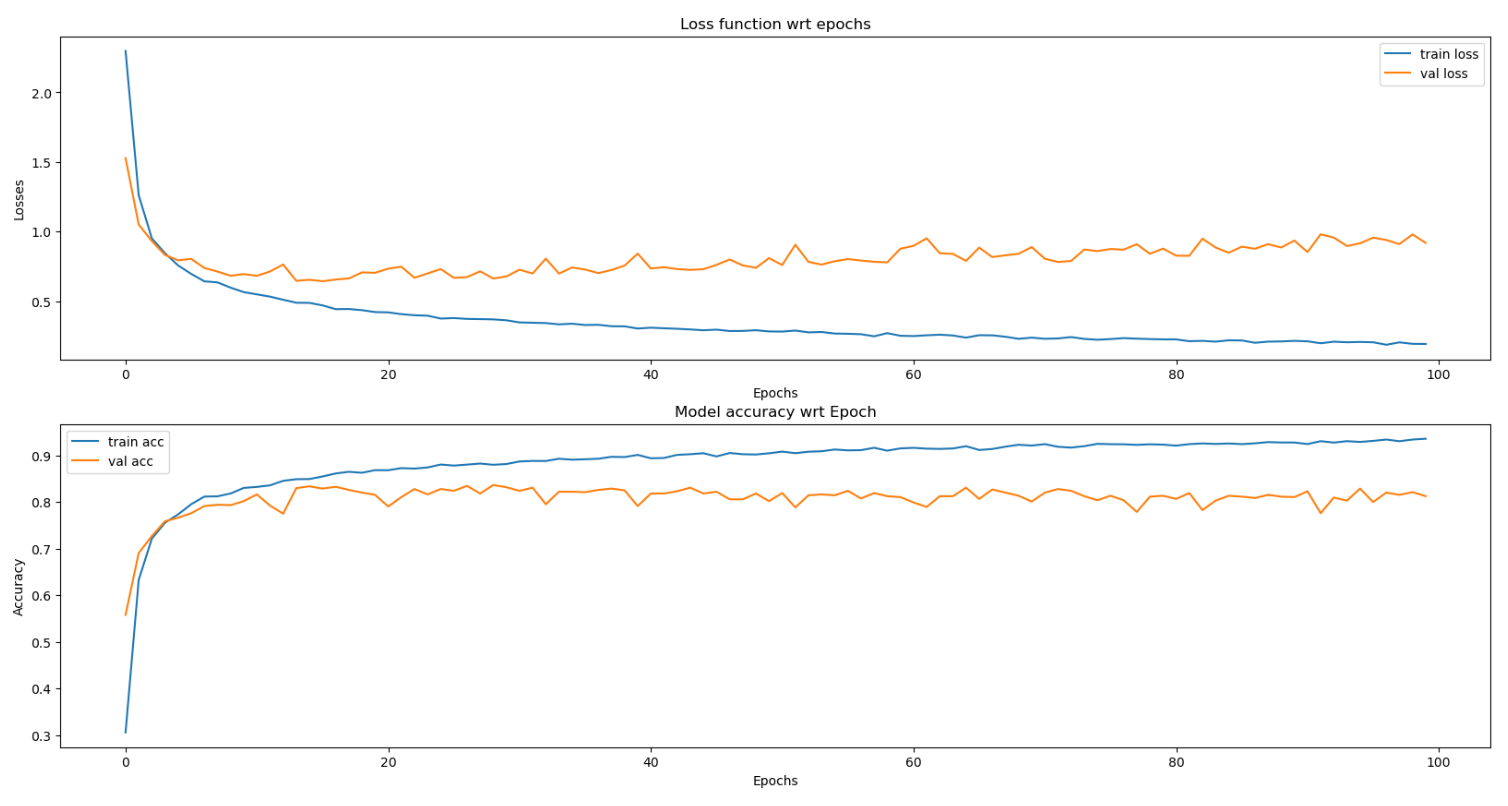 Loss function wrt epochs
train loss
val loss
2.0
1.5
1.0
0.5
Losses
0 20 40 60 80 100
Epochs
Model accuracy wrt Epoch
train acc
val acc
0.9
0.8
0.7
0.6
0.5
0.4
0.3
Accuracy
0 20 40 60 80 100
Epochs